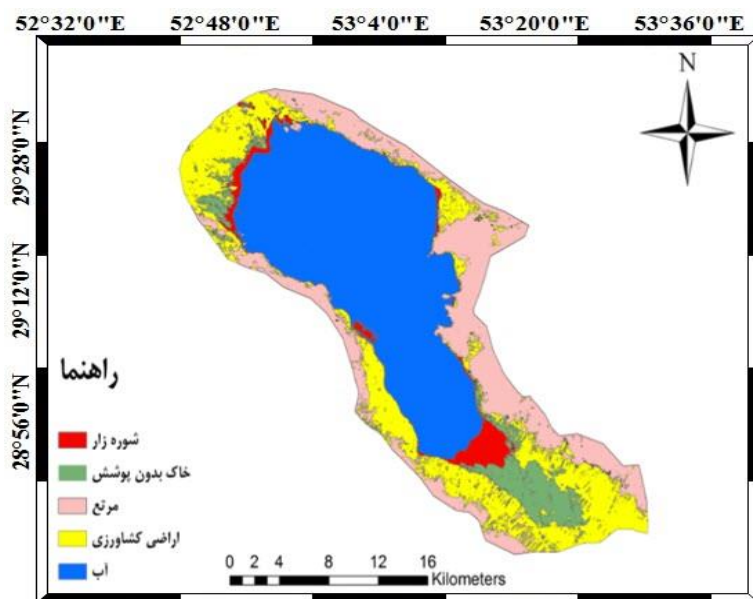 52°32'0"E 52°48'0"E 53°4'0"E 53°20'0"E 53°36'0"E
N
29°28'0"N
29°12'0"N
28°56'0"N
راهنما
شوره زار
خاک بدون پوشش
مرتع
اراضی کشاورزی
آب
0 2 4 8 12 16
Kilometers